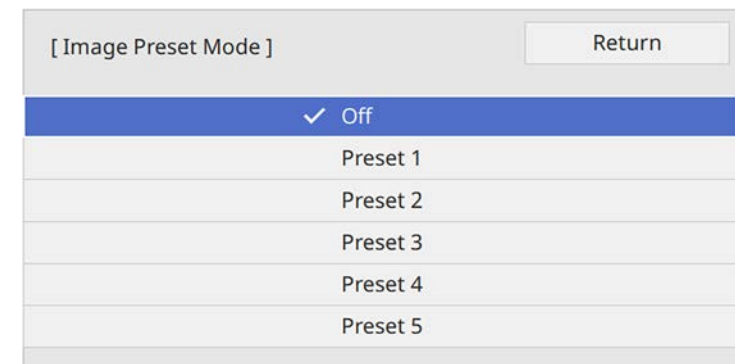 [ Image Preset Mode ]
Return
Off
Preset 1
Preset 2
Preset 3
Preset 4
Preset 5